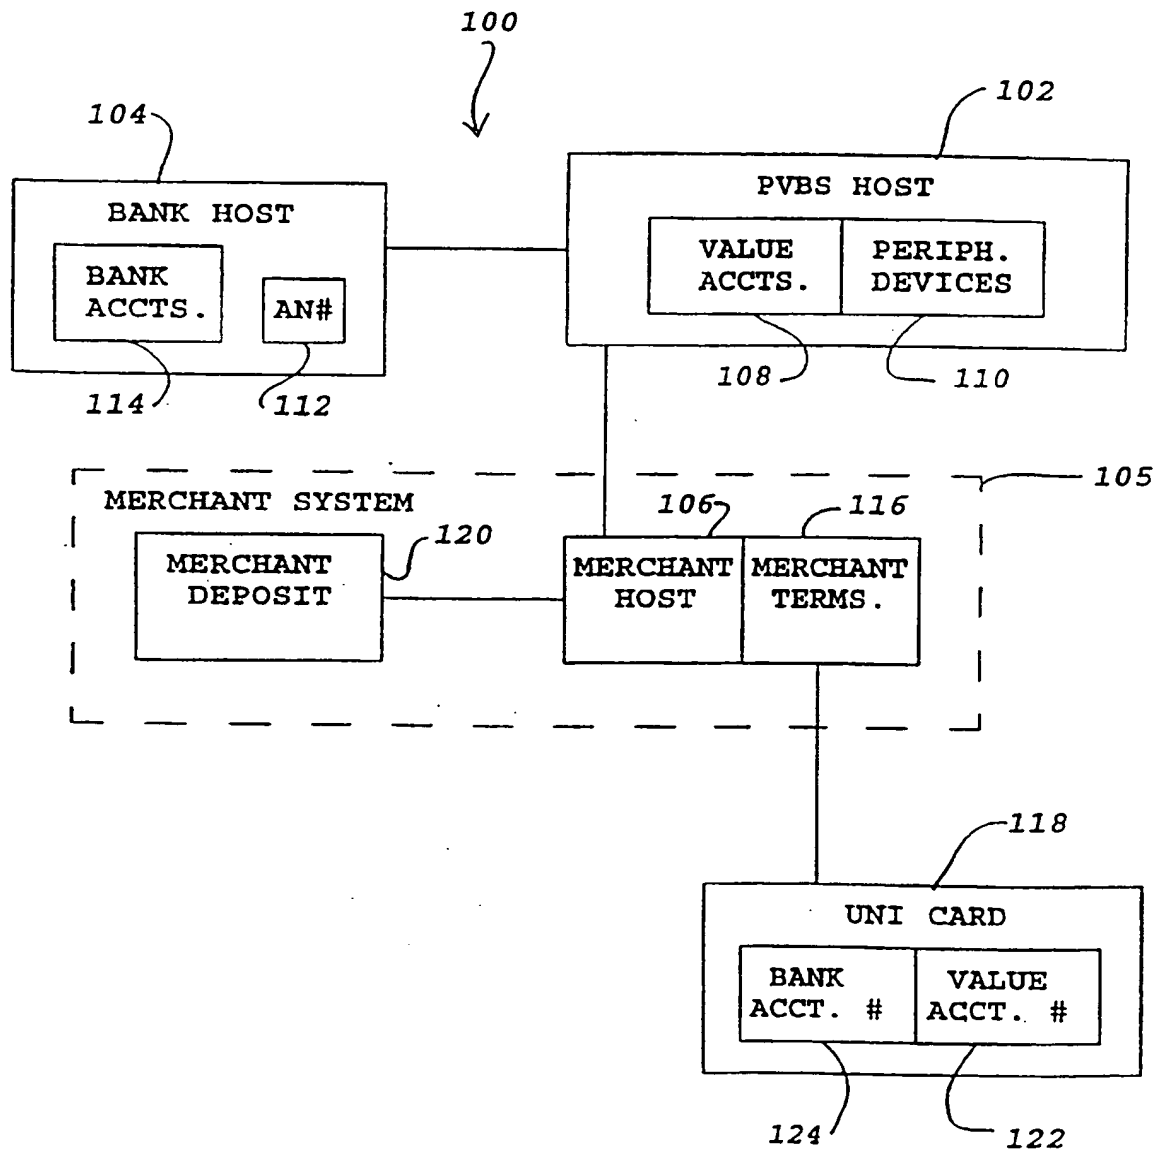 100
104
102
BANK HOST
PVBS HOST
BANK
ACCTS.
AN#
VALUE
ACCTS.
PERIPH.
DEVICES
114
112
108
110
105
MERCHANT SYSTEM
106
116
120
MERCHANT
DEPOSIT
MERCHANT
HOST
MERCHANT
TERMS.
118
UNI CARD
BANK
ACCT. #
VALUE
ACCT. #
124
122